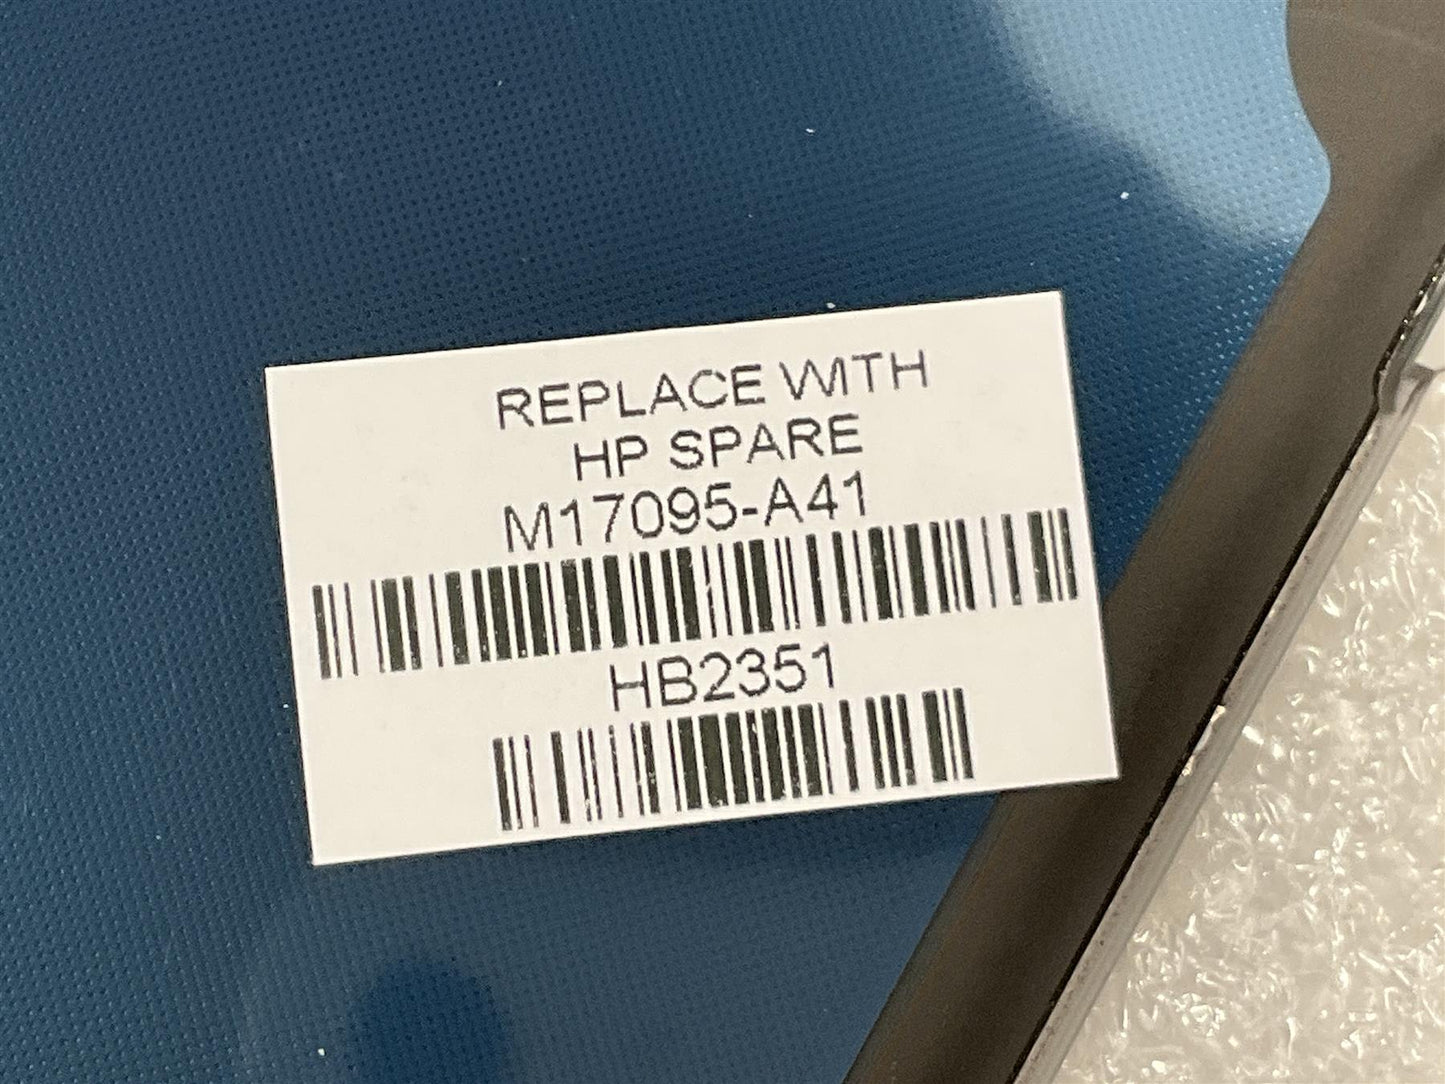 REPLACE WITH
HP SPARE
M17095-A41
HB2351